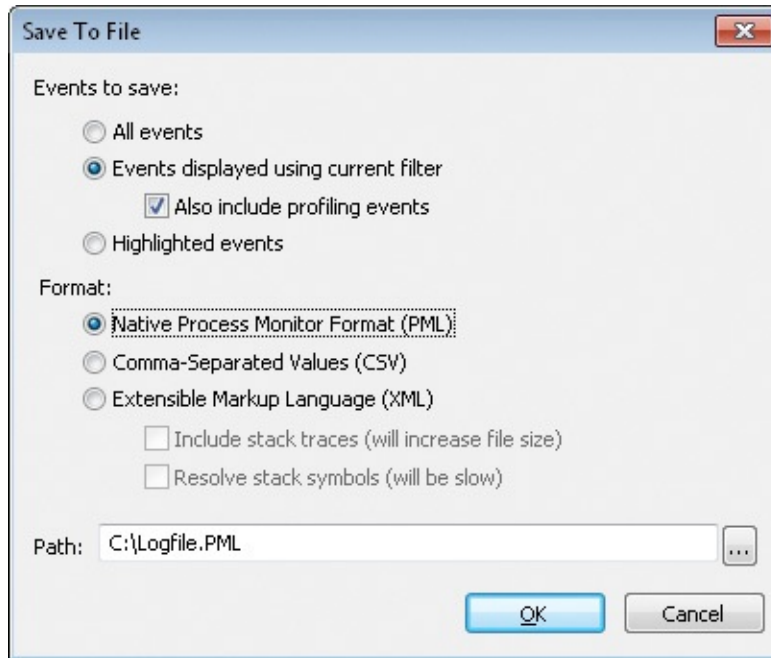 Save To File
Events to save:
All events
Events displayed using current filter
Also include profiling events
Highlighted events
Format:
Native Process Monitor Format (PML)
Comma-Separated Values (CSV)
Extensible Markup Language (XML)
Include stack traces (will increase file size)
Resolve stack symbols (will be slow)
Path: C:\Logfile.PML ...
OK Cancel